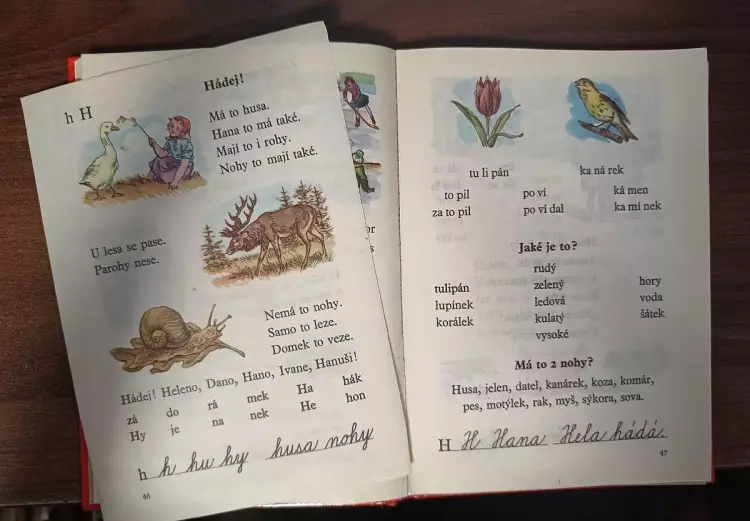 h H
Hádej!
Má to husa.
Hana to má také.
Mají to i rohy.
Nohy to mají také.
U lesa se pase.
Parohy nese.
Nemá to nohy.
Samo to leze.
Domek to veze.
Hádej! Heleno, Dano, Hano, Ivane, Hanuši!
zá do rá mek Ha hák
Hy je na nek He hon
h h hu hy husa nohy
46
tu li pán ka ná rek
to pil po ví ká men
za to pil po ví dal ka mí nek
Jaké je to?
rudý
tulipán zelený hory
lupínek ledová voda
korálek kulatý šátek
vysoké
Má to 2 nohy?
Husa, jelen, datel, kanárek, koza, komár,
pes, motýlek, rak, myš, sýkora, sova.
H H Hana Hela hádá.
47